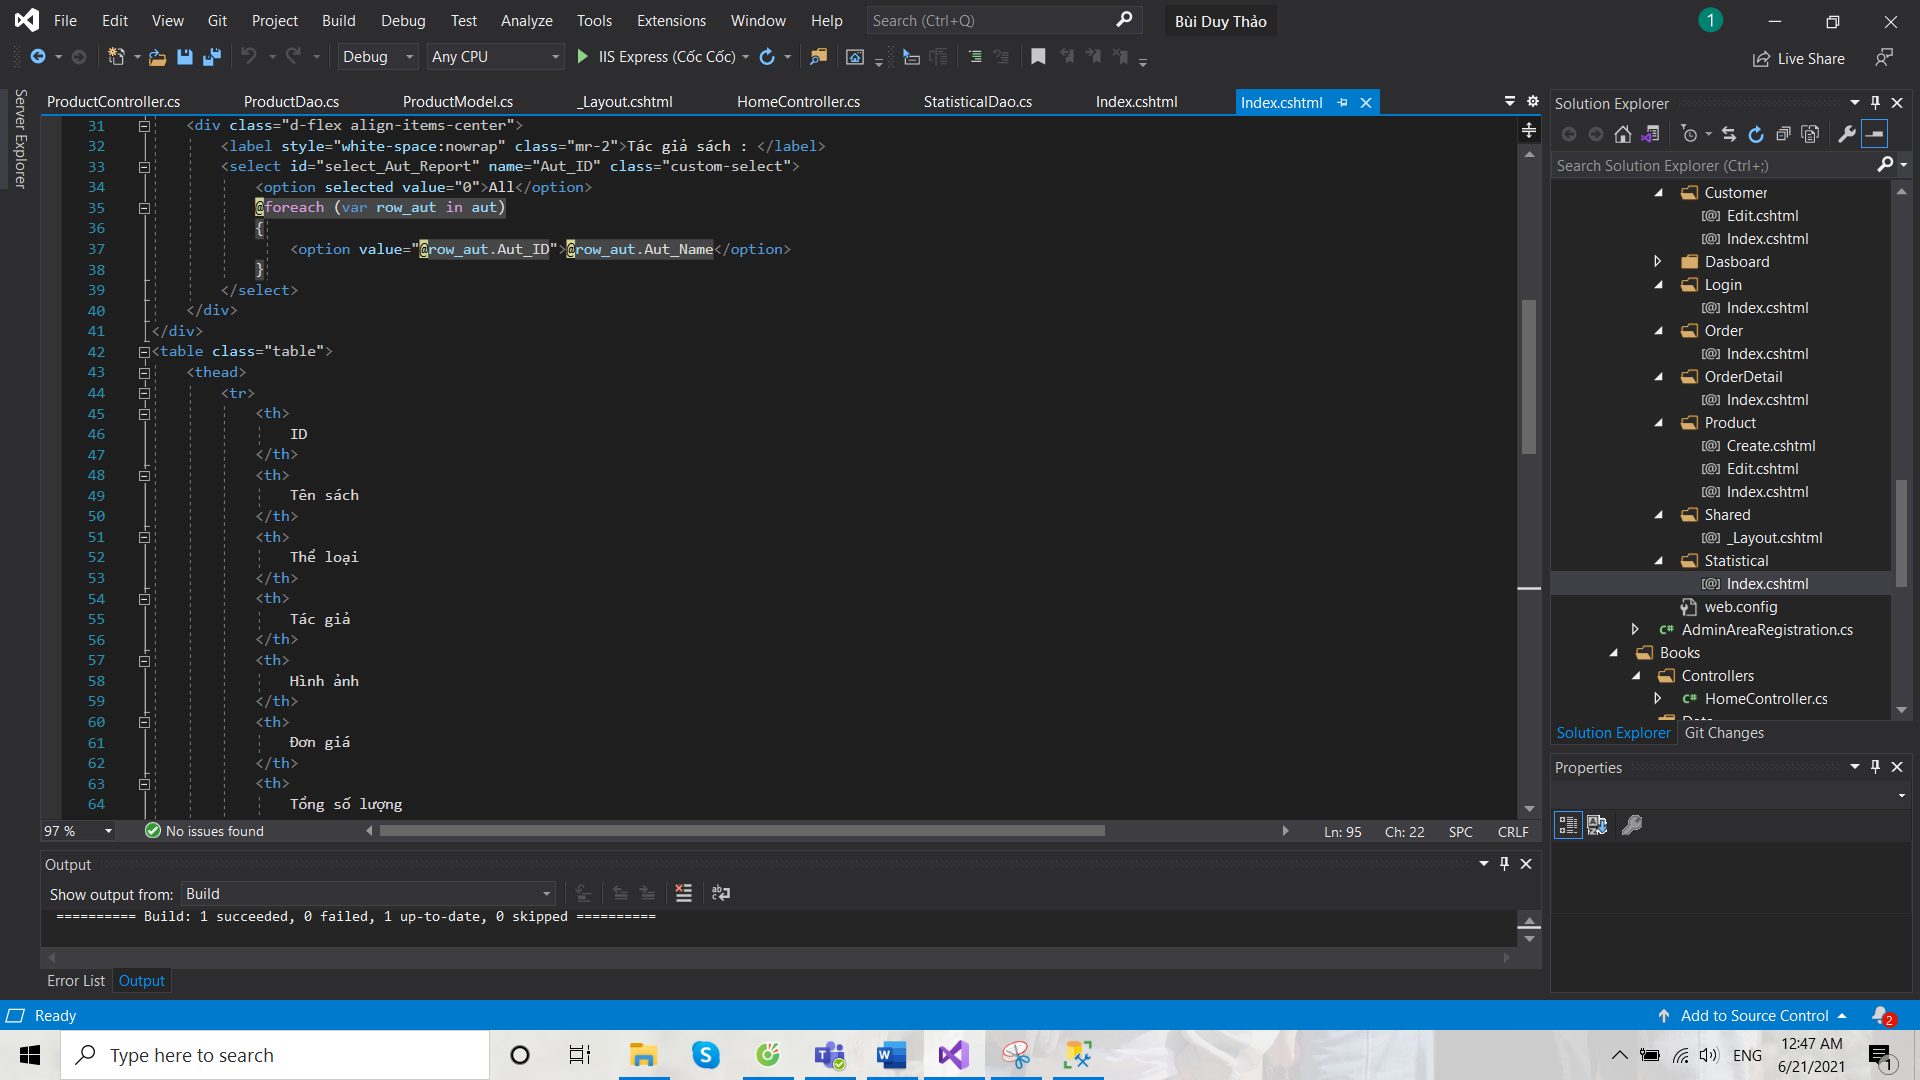 File Edit View Git Project Build Debug Test Analyze Tools Extensions Window Help Search (Ctrl+Q) Bùi Duy Thảo 1
Debug Any CPU IIS Express (Cốc Cốc) Live Share
Server Explorer
ProductController.cs ProductDao.cs ProductModel.cs _Layout.cshtml HomeController.cs StatisticalDao.cs Index.cshtml Index.cshtml
31 <div class="d-flex align-items-center">
32 <label style="white-space:nowrap" class="mr-2">Tác giả sách : </label>
33 <select id="select_Aut_Report" name="Aut_ID" class="custom-select">
34 <option selected value="0">All</option>
35 @foreach (var row_aut in aut)
36 {
37 <option value="@row_aut.Aut_ID">@row_aut.Aut_Name</option>
38 }
39 </select>
40 </div>
41 </div>
42 <table class="table">
43 <thead>
44 <tr>
45 <th>
46 ID
47 </th>
48 <th>
49 Tên sách
50 </th>
51 <th>
52 Thể loại
53 </th>
54 <th>
55 Tác giả
56 </th>
57 <th>
58 Hình ảnh
59 </th>
60 <th>
61 Đơn giá
62 </th>
63 <th>
64 Tổng số lượng
97 % No issues found Ln: 95 Ch: 22 SPC CRLF
Output
Show output from: Build
========== Build: 1 succeeded, 0 failed, 1 up-to-date, 0 skipped ==========
Error List Output
Solution Explorer
Search Solution Explorer (Ctrl+;)
Customer
Edit.cshtml
Index.cshtml
Dasboard
Login
Index.cshtml
Order
Index.cshtml
OrderDetail
Index.cshtml
Product
Create.cshtml
Edit.cshtml
Index.cshtml
Shared
_Layout.cshtml
Statistical
Index.cshtml
web.config
C# AdminAreaRegistration.cs
Books
Controllers
C# HomeController.cs
Solution Explorer Git Changes
Properties
Ready Add to Source Control 2
Type here to search ENG 12:47 AM
6/21/2021 1